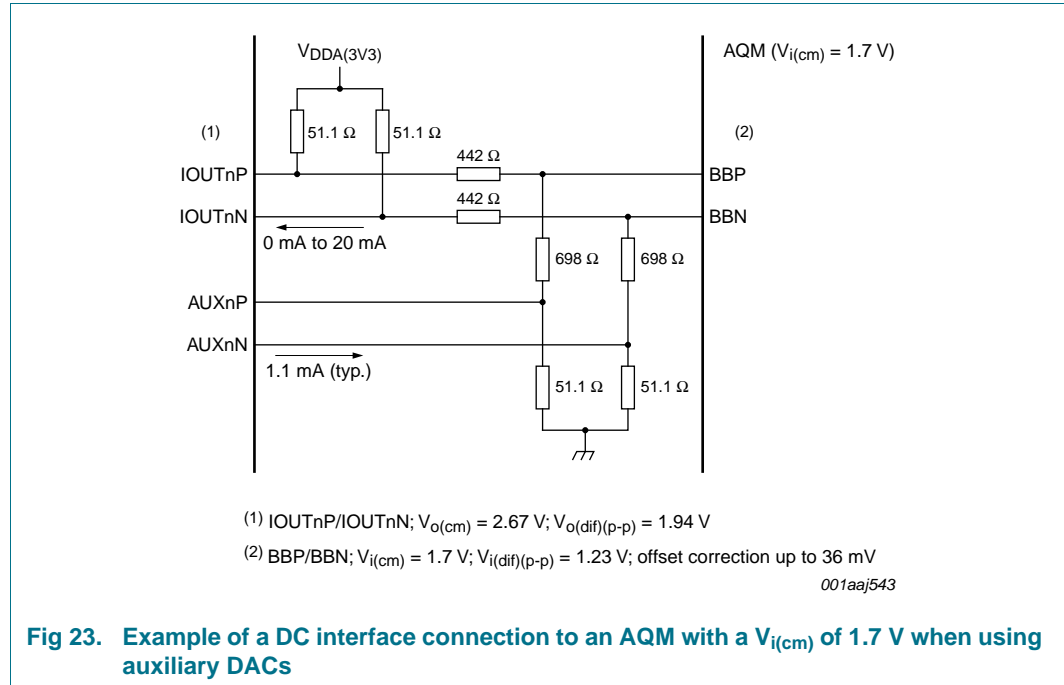 VDDA(3V3)
AQM (Vi(cm) = 1.7 V)
(1)
51.1 Ω
51.1 Ω
(2)
442 Ω
IOUTnP
BBP
442 Ω
IOUTnN
BBN
0 mA to 20 mA
698 Ω
698 Ω
AUXnP
AUXnN
1.1 mA (typ.)
51.1 Ω
51.1 Ω
(1) IOUTnP/IOUTnN; Vo(cm) = 2.67 V; Vo(dif)(p-p) = 1.94 V
(2) BBP/BBN; Vi(cm) = 1.7 V; Vi(dif)(p-p) = 1.23 V; offset correction up to 36 mV
001aaj543
Fig 23. Example of a DC interface connection to an AQM with a Vi(cm) of 1.7 V when using
auxiliary DACs